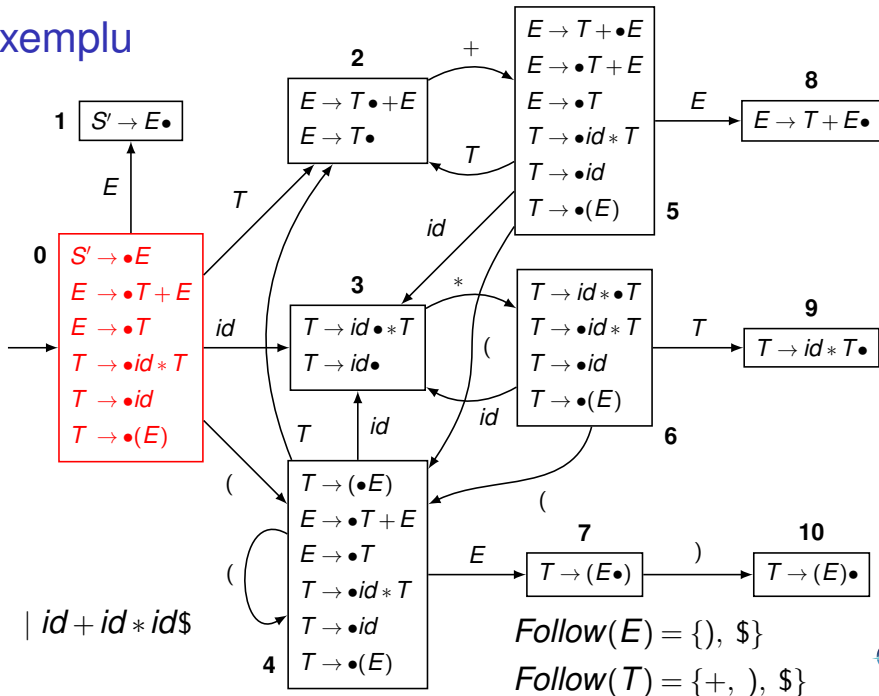 xemplu
1
S′ → E•
E
0
S′ → •E
E → •T + E
E → •T
T → •id ∗ T
T → •id
T → •(E)
T
id
(
2
E → T• + E
E → T•
+
T
5
E → T + •E
E → •T + E
E → •T
T → •id ∗ T
T → •id
T → •(E)
E
8
E → T + E•
id
(
3
T → id• ∗ T
T → id•
∗
id
6
T → id ∗ •T
T → •id ∗ T
T → •id
T → •(E)
T
9
T → id ∗ T•
(
T
id
(
4
T → (•E)
E → •T + E
E → •T
T → •id ∗ T
T → •id
T → •(E)
E
7
T → (E•)
)
10
T → (E)•
| id + id ∗ id$
Follow(E) = {), $}
Follow(T) = {+, ), $}